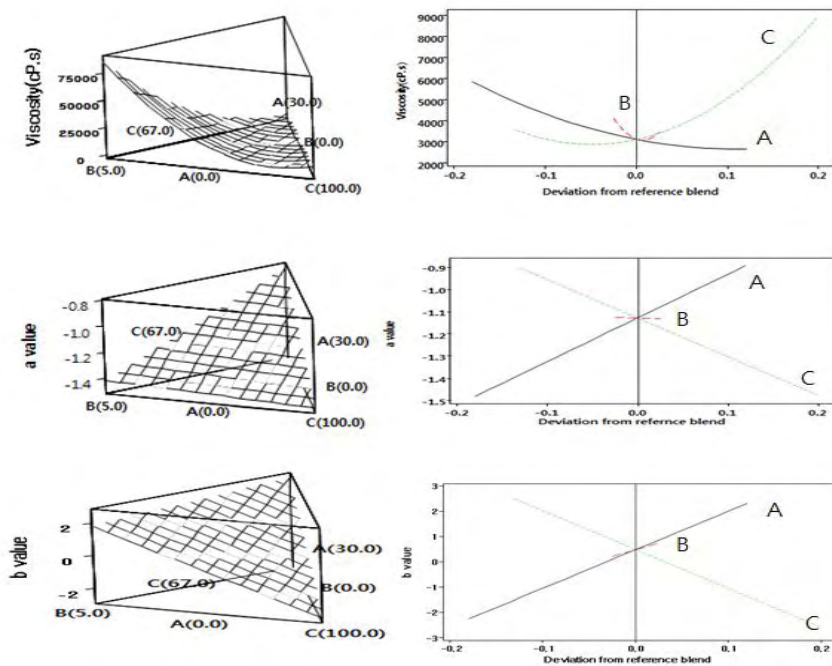 Viscosity(cP.s)
75000
50000
25000
0
A(30.0)
C(67.0)
B(0.0)
B(5.0)
A(0.0)
C(100.0)
Viscosity(cP.s)
9000
8000
7000
6000
5000
4000
3000
2000
C
B
A
-0.2
-0.1
0.0
0.1
0.2
Deviation from reference blend
a value
-0.8
-1.0
-1.2
-1.4
C(67.0)
A(30.0)
B(0.0)
B(5.0)
A(0.0)
C(100.0)
a value
-0.9
-1.0
-1.1
-1.2
-1.3
-1.4
-1.5
A
B
C
-0.2
-0.1
0.0
0.1
0.2
Deviation from refernce blend
b value
2
0
-2
A(30.0)
C(67.0)
B(0.0)
B(5.0)
A(0.0)
C(100.0)
b value
3
2
1
0
-1
-2
-3
A
B
C
-0.2
-0.1
0.0
0.1
0.2
Deviation from reference blend